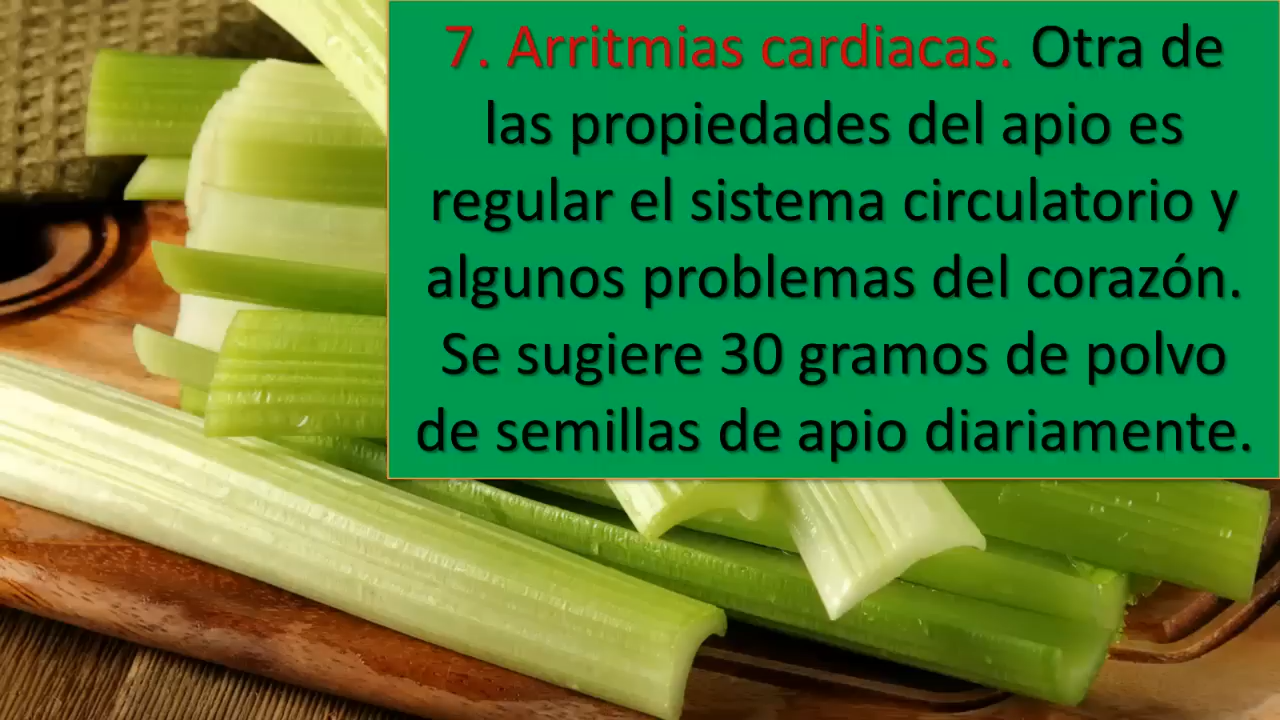 7. Arritmias cardiacas. Otra de
las propiedades del apio es
regular el sistema circulatorio y
algunos problemas del corazón.
Se sugiere 30 gramos de polvo
de semillas de apio diariamente.